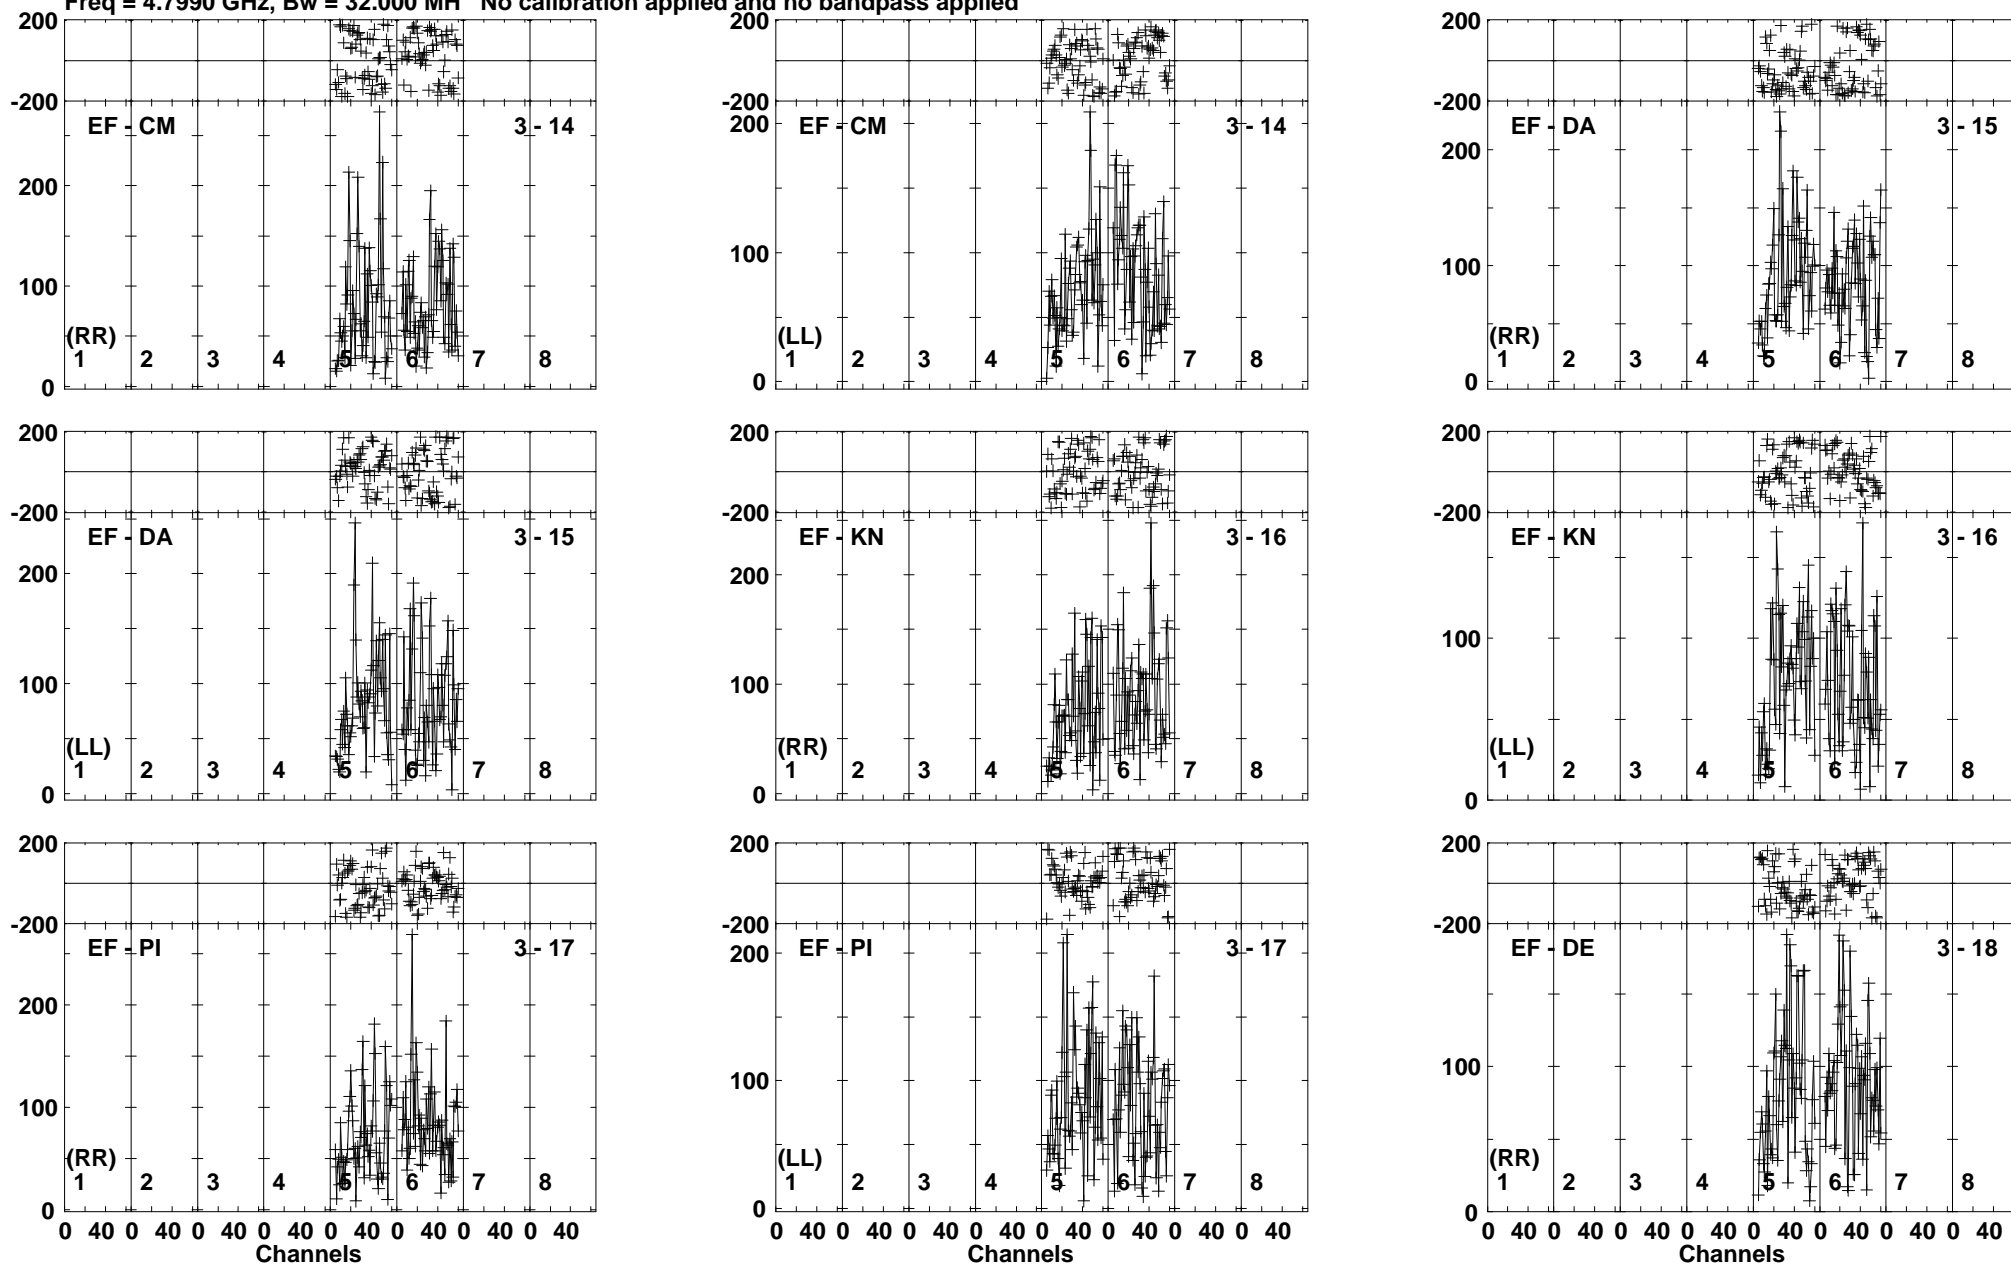 Freq = 4.7990 GHz, Bw = 32.000 MH No calibration applied and no bandpass applied
200 200 200
-200 -200 -200
EF - CM 3 - 14 EF - CM 3 - 14 EF - DA 3 - 15
200 200 200
100 100 100
(RR) (LL) (RR)
1 2 3 4 5 6 7 8 1 2 3 4 5 6 7 8 1 2 3 4 5 6 7 8
0 0 0
200 200 200
-200 -200 -200
EF - DA 3 - 15 EF - KN 3 - 16 EF - KN 3 - 16
200 200
100 100 100
(LL) (RR) (LL)
1 2 3 4 5 6 7 8 1 2 3 4 5 6 7 8 1 2 3 4 5 6 7 8
0 0 0
200 200 200
-200 -200 -200
EF - PI 3 - 17 EF - PI 3 - 17 EF - DE 3 - 18
200 200
100 100 100
(RR) (LL) (RR)
1 2 3 4 5 6 7 8 1 2 3 4 5 6 7 8 1 2 3 4 5 6 7 8
0 0 0
0 40 0 40 0 40 0 40 0 40 0 40 0 40 0 40 0 40 0 40 0 40 0 40 0 40 0 40 0 40 0 40 0 40 0 40 0 40 0 40 0 40 0 40 0 40 0 40
Channels Channels Channels